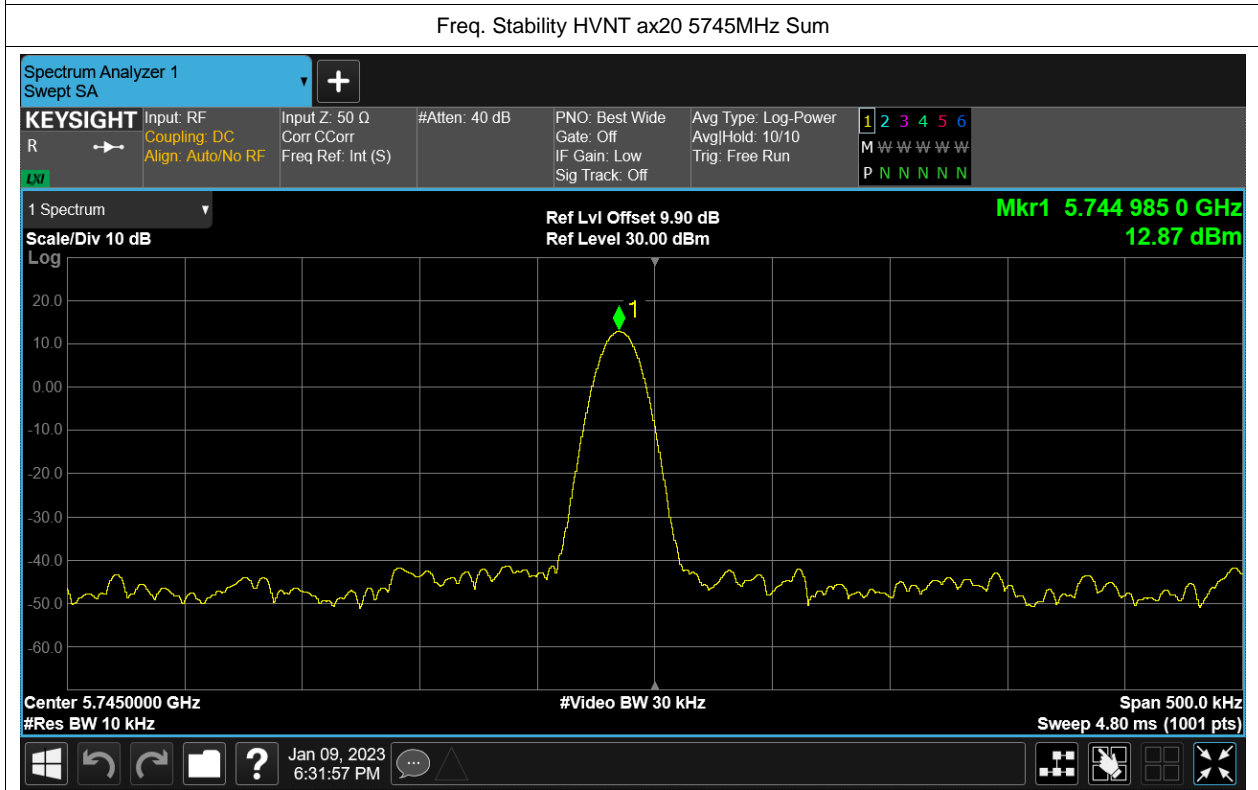 Freq. Stability HVNT ax20 5745MHz Sum
Spectrum Analyzer 1
Swept SA
KEYSIGHT
R
LXI
Input: RF
Coupling: DC
Align: Auto/No RF
Input Z: 50 Ω
Corr CCorr
Freq Ref: Int (S)
#Atten: 40 dB
PNO: Best Wide
Gate: Off
IF Gain: Low
Sig Track: Off
Avg Type: Log-Power
Avg|Hold: 10/10
Trig: Free Run
1 2 3 4 5 6
M W W W W W
P N N N N N
1 Spectrum
Scale/Div 10 dB
Ref Lvl Offset 9.90 dB
Ref Level 30.00 dBm
Mkr1 5.744 985 0 GHz
12.87 dBm
Log
1
20.0
10.0
0.00
-10.0
-20.0
-30.0
-40.0
-50.0
-60.0
Center 5.7450000 GHz
#Res BW 10 kHz
#Video BW 30 kHz
Span 500.0 kHz
Sweep 4.80 ms (1001 pts)
?
Jan 09, 2023
6:31:57 PM